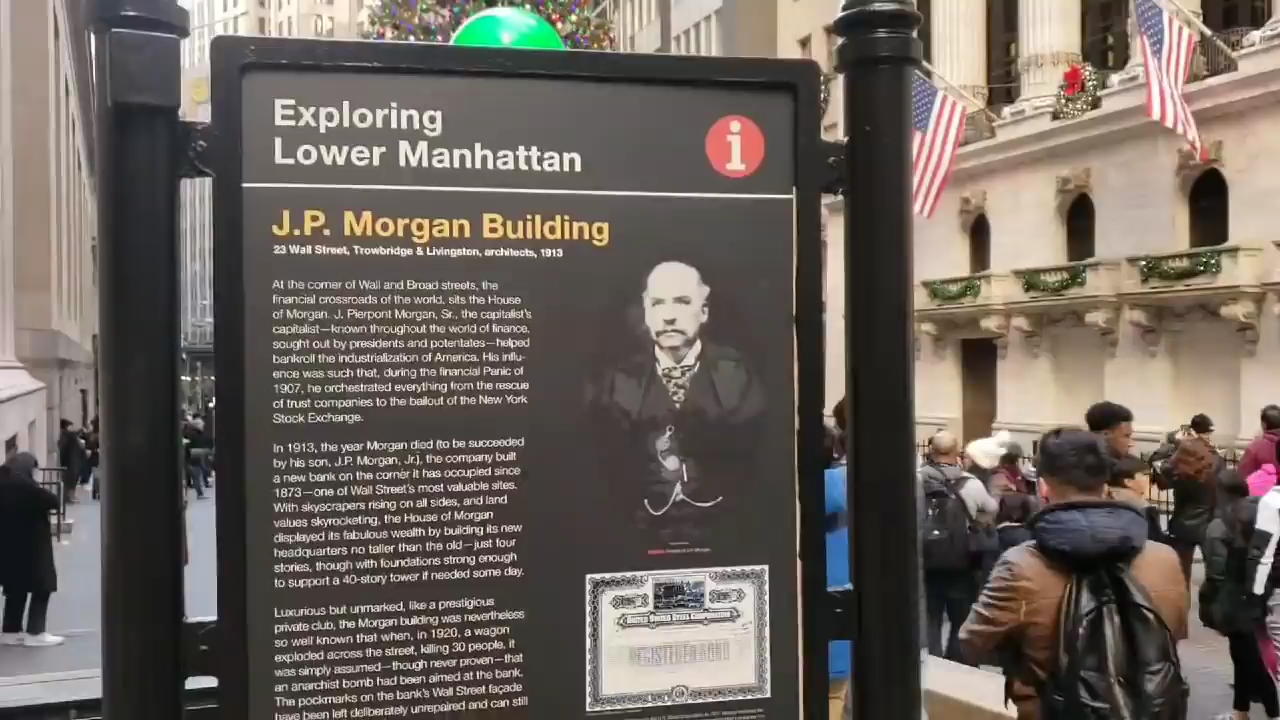 Exploring
Lower Manhattan
i
J.P. Morgan Building
23 Wall Street, Trowbridge & Livingston, architects, 1913
At the corner of Wall and Broad streets, the
financial crossroads of the world, sits the House
of Morgan. J. Pierpont Morgan, Sr., the capitalist's
capitalist—known throughout the world of finance,
sought out by presidents and potentates—helped
bankroll the industrialization of America. His influ-
ence was such that, during the financial Panic of
1907, he orchestrated everything from the rescue
of trust companies to the bailout of the New York
Stock Exchange.
In 1913, the year Morgan died (to be succeeded
by his son, J.P. Morgan, Jr.), the company built
a new bank on the corner it has occupied since
1873—one of Wall Street's most valuable sites.
With skyscrapers rising on all sides, and land
values skyrocketing, the House of Morgan
displayed its fabulous wealth by building its new
headquarters no taller than the old—just four
stories, though with foundations strong enough
to support a 40-story tower if needed some day.
Luxurious but unmarked, like a prestigious
private club, the Morgan building was nevertheless
so well known that when, in 1920, a wagon
exploded across the street, killing 30 people, it
was simply assumed—though never proven—that
an anarchist bomb had been aimed at the bank.
The pockmarks on the bank's Wall Street façade
have been left deliberately unrepaired and can still
REGISTERED BOND